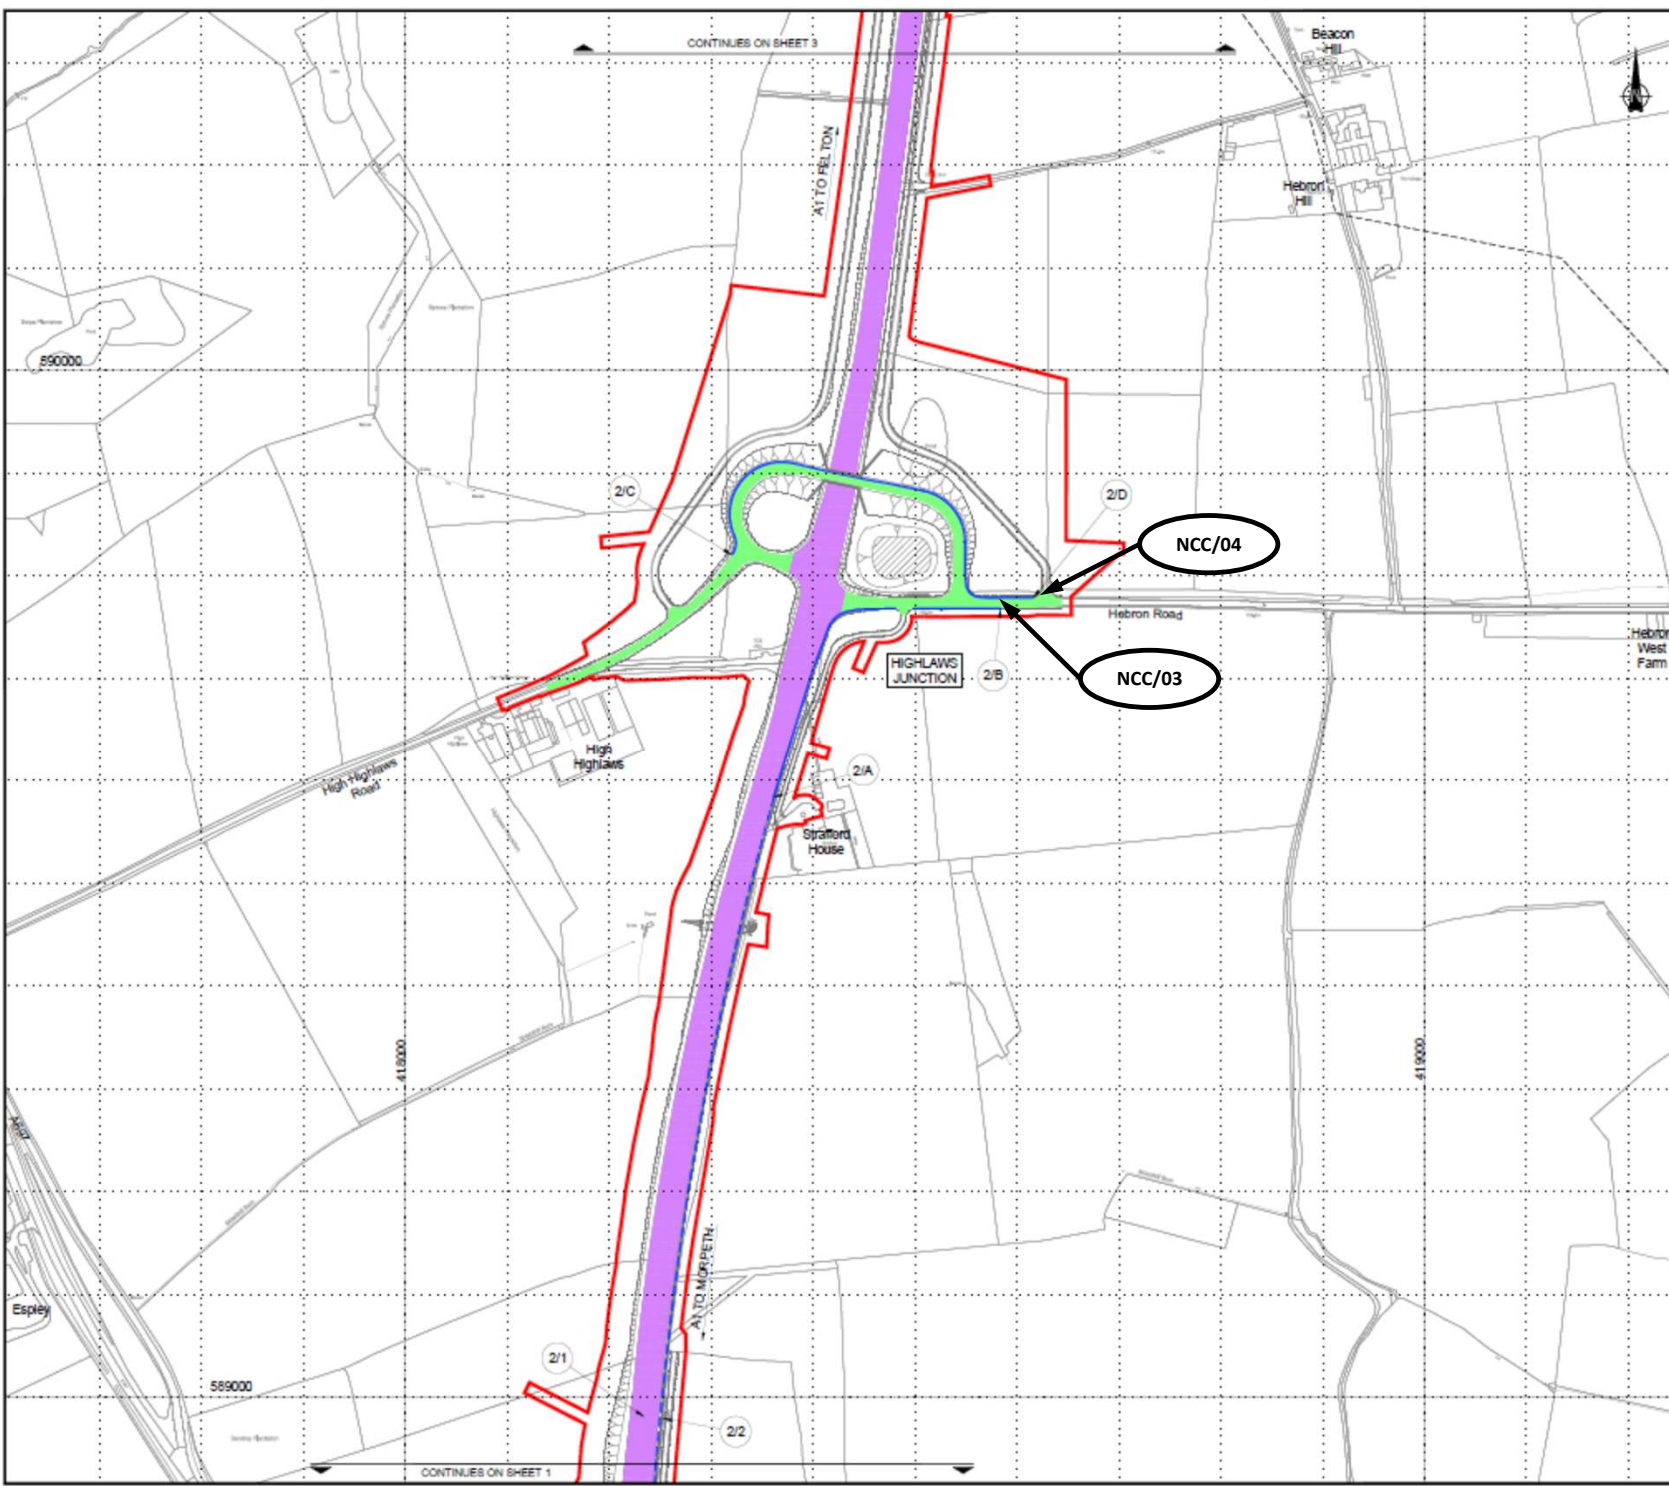 CONTINUES ON SHEET 3
Beacon
Hill
A1 TO FELTON
Hebron
Hill
590000
2/C
2/D
NCC/04
Hebron Road
HIGHLAWS
JUNCTION
2/B
NCC/03
Hebron
West
Farm
High
Highlaws
High Highlaws
Road
2/A
Strafford
House
418000
419000
A697
A1 TO MORPETH
Espley
2/1
589000
2/2
CONTINUES ON SHEET 1